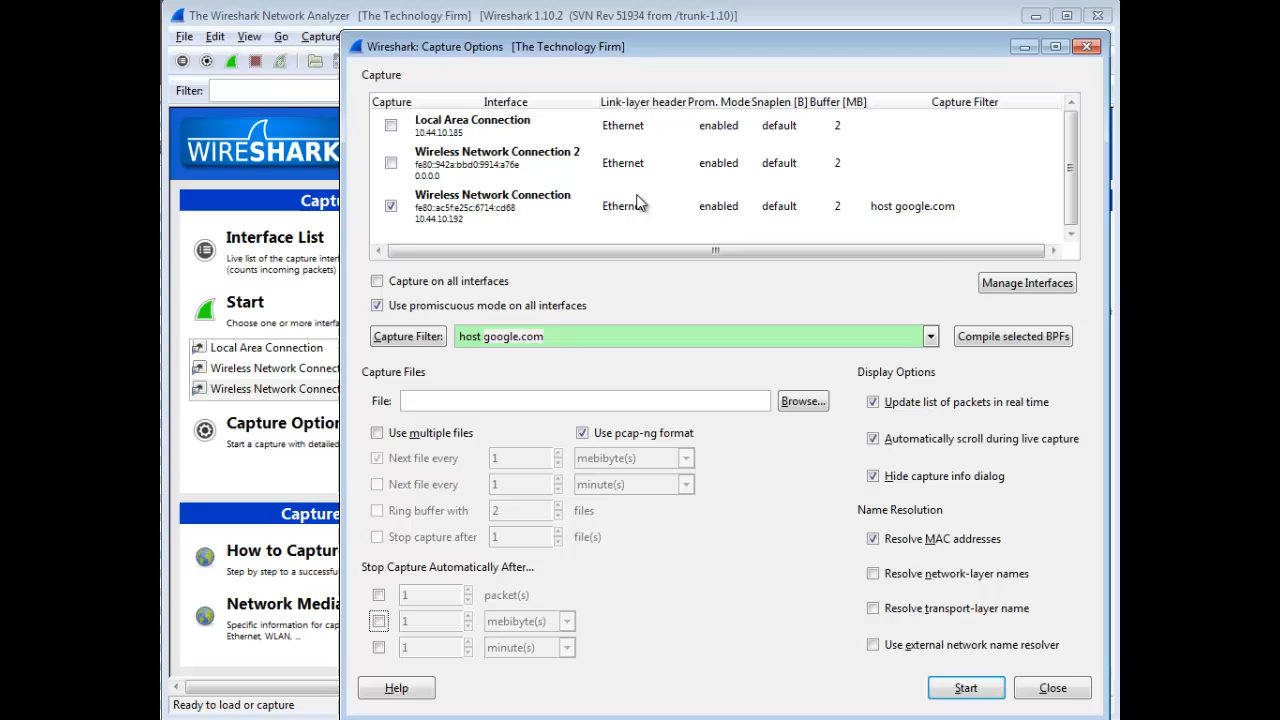 The Wireshark Network Analyzer [The Technology Firm] [Wireshark 1.10.2 (SVN Rev 51934 from /trunk-1.10)]
File Edit View Go Capture
Filter:
WIRESHARK
Interface List
Live list of the capture
(counts incoming packets)
Start
Choose one or more
Local Area Connection
Wireless Network
Wireless Network
Capture
Start a capture with
How to
Step by step to a
Network
Specific information for
Ethernet, WLAN, ...
Ready to load or capture
Wireshark: Capture Options [The Technology Firm]
Capture
Capture Interface Link-layer header Prom. Mode Snaplen [B] Buffer [MB] Capture Filter
Local Area Connection
10.44.10.185
Ethernet enabled default 2
Wireless Network Connection 2
fe80::942a:bbd0:9914:a76e
0.0.0.0
Ethernet enabled default 2
Wireless Network Connection
fe80::ac5f:e25c:6714:cd68
10.44.10.192
Ethernet enabled default 2 host google.com
Capture on all interfaces
Manage Interfaces
Use promiscuous mode on all interfaces
Capture Filter: host google.com Compile selected BPFs
Capture Files
File: Browse...
Use multiple files Use pcap-ng format
Next file every 1 mebibyte(s)
Next file every 1 minute(s)
Ring buffer with 2 files
Stop capture after 1 file(s)
Stop Capture Automatically After...
1 packet(s)
1 mebibyte(s)
1 minute(s)
Display Options
Update list of packets in real time
Automatically scroll during live capture
Hide capture info dialog
Name Resolution
Resolve MAC addresses
Resolve network-layer names
Resolve transport-layer name
Use external network name resolver
Help Start Close